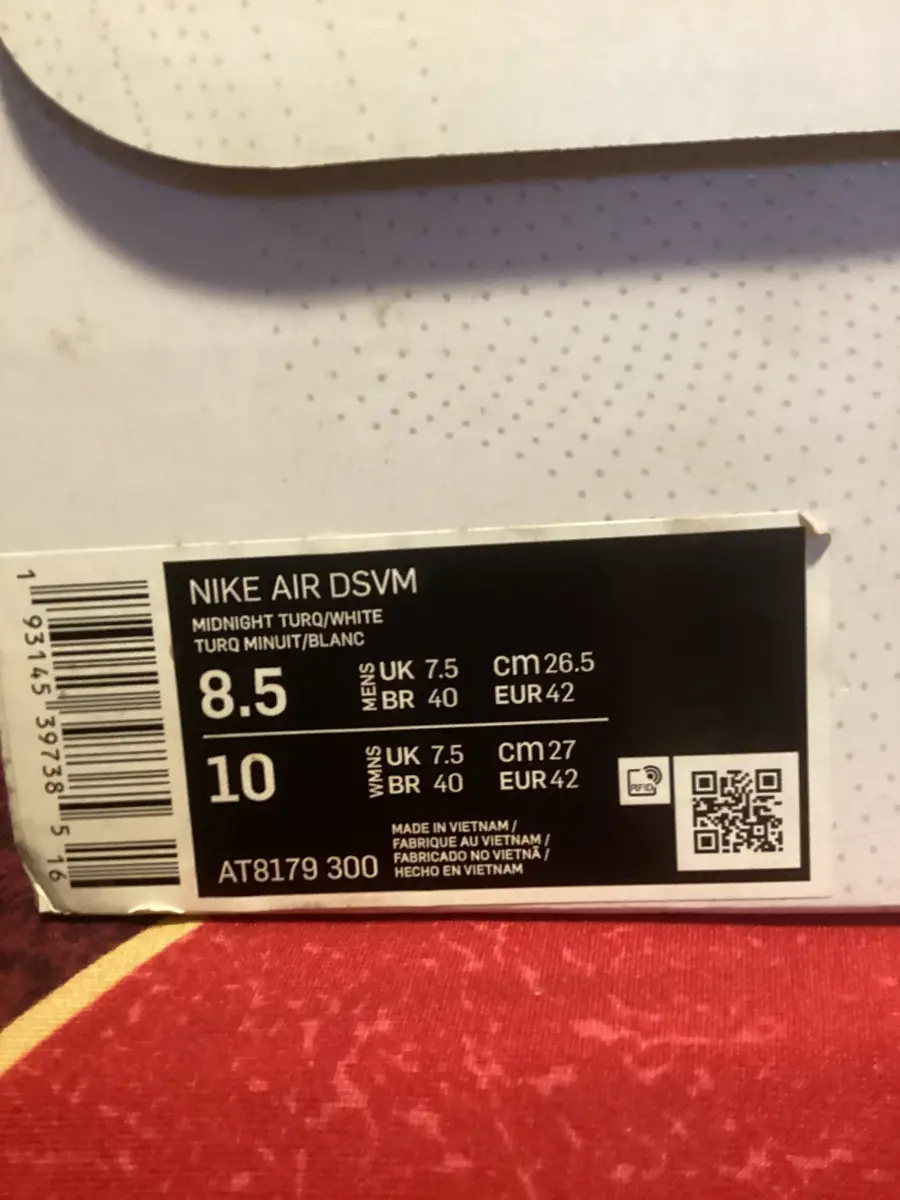 NIKE AIR DSVM
MIDNIGHT TURQ/WHITE
TURQ MINUIT/BLANC
8.5 MENS UK 7.5 cm 26.5
BR 40 EUR 42
10 WMNS UK 7.5 cm 27
BR 40 EUR 42
AT8179 300
MADE IN VIETNAM /
FABRIQUE AU VIETNAM /
FABRICADO NO VIETNÃ /
HECHO EN VIETNAM
RFID
1 93145 39738 5 16